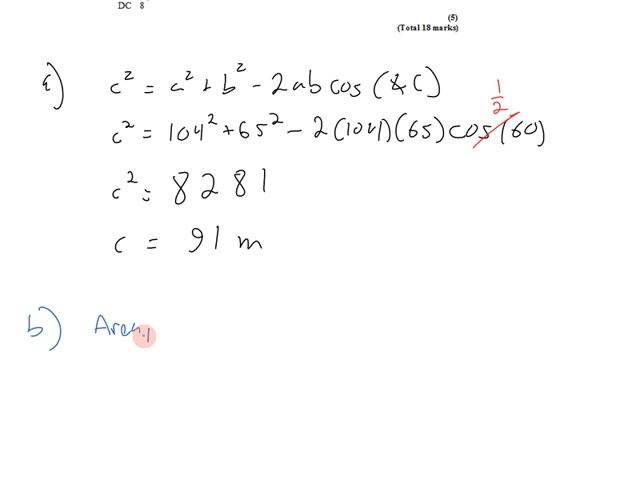 DC 8
(5)
(Total 18 marks)
a) c² = a² + b² - 2ab cos (∡C)
1/2
c² = 104² + 65² - 2(104)(65) cos (60)
c² = 8281
c = 91 m
b) Area